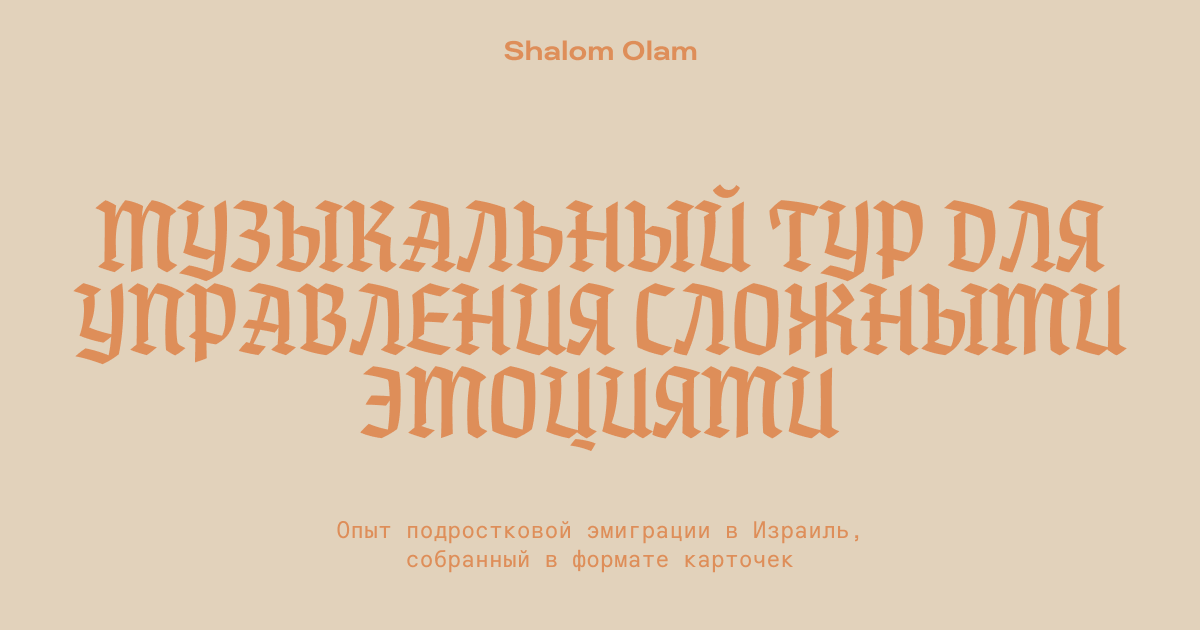 Shalom Olam
МУЗЫКАЛЬНЫЙ ТУР ДЛЯ
УПРАВЛЕНИЯ СЛОЖНЫМИ
ЭМОЦИЯМИ
Опыт подростковой эмиграции в Израиль,
собранный в формате карточек